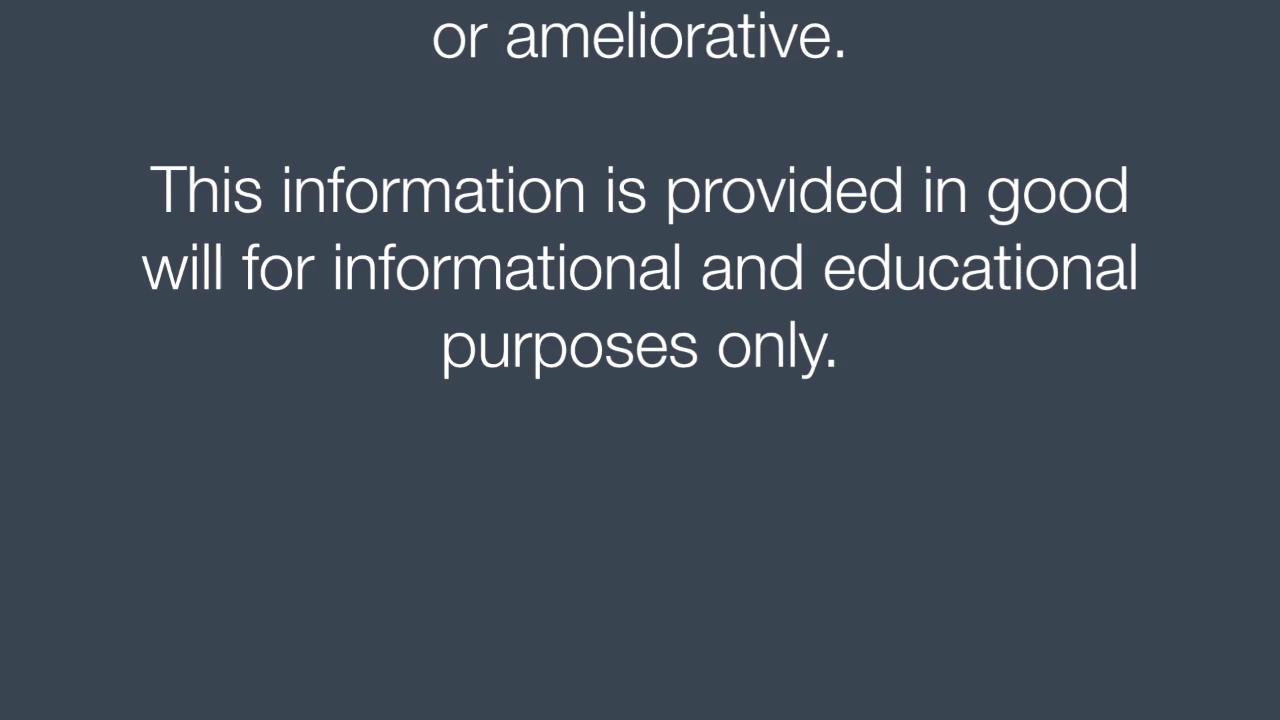 or ameliorative.
This information is provided in good
will for informational and educational
purposes only.